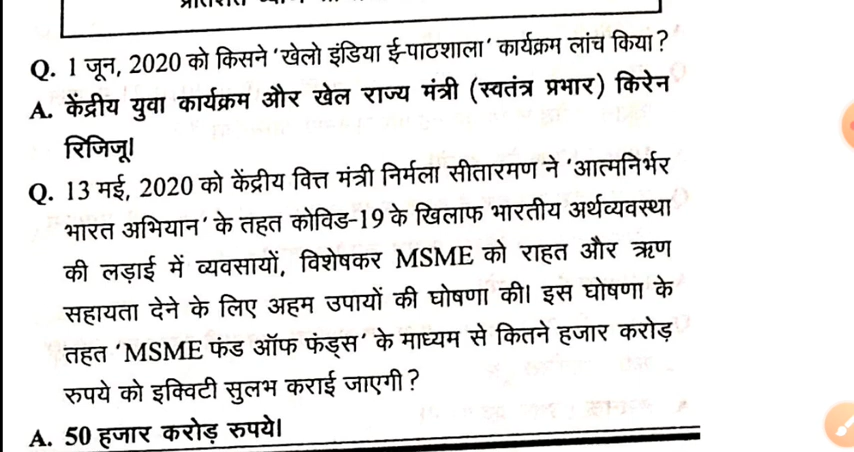 Q. 1 जून, 2020 को किसने ‘खेलो इंडिया ई-पाठशाला’ कार्यक्रम लांच किया?
A. केंद्रीय युवा कार्यक्रम और खेल राज्य मंत्री (स्वतंत्र प्रभार) किरेन
रिजिजू।
Q. 13 मई, 2020 को केंद्रीय वित्त मंत्री निर्मला सीतारमण ने ‘आत्मनिर्भर
भारत अभियान’ के तहत कोविड-19 के खिलाफ भारतीय अर्थव्यवस्था
की लड़ाई में व्यवसायों, विशेषकर MSME को राहत और ऋण
सहायता देने के लिए अहम उपायों की घोषणा की। इस घोषणा के
तहत ‘MSME फंड ऑफ फंड्स’ के माध्यम से कितने हजार करोड़
रुपये को इक्विटी सुलभ कराई जाएगी?
A. 50 हजार करोड़ रुपये।